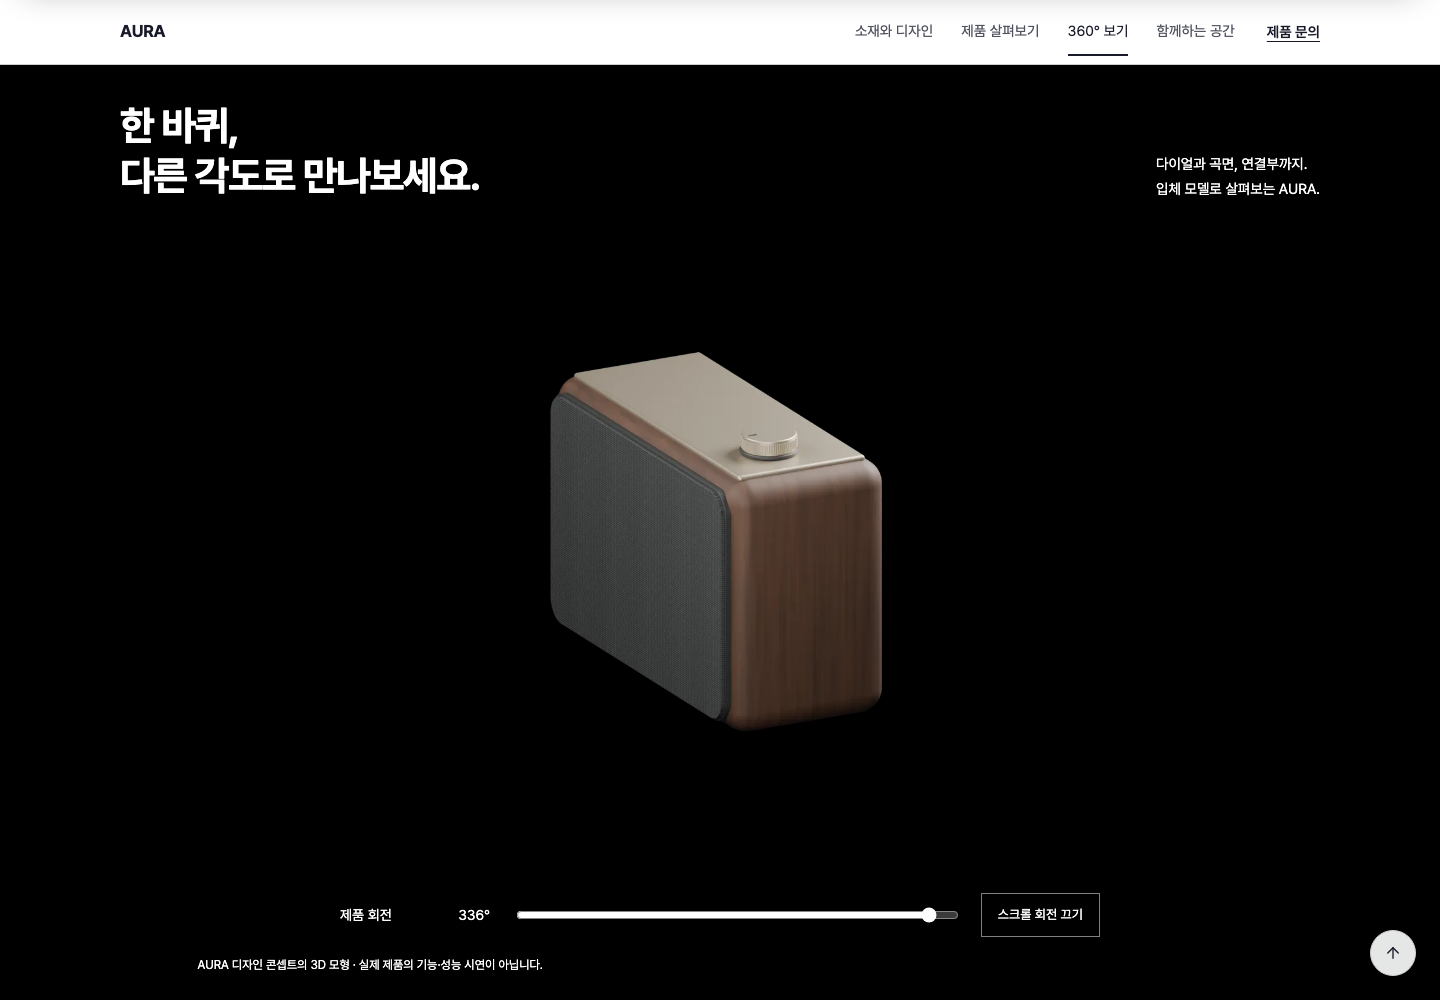 AURA
소재와 디자인
제품 살펴보기
360° 보기
함께하는 공간
제품 문의
한 바퀴,
다른 각도로 만나보세요.
다이얼과 곡면, 연결부까지.
입체 모델로 살펴보는 AURA.
제품 회전
336°
스크롤 회전 끄기
AURA 디자인 콘셉트의 3D 모형 · 실제 제품의 기능·성능 시연이 아닙니다.